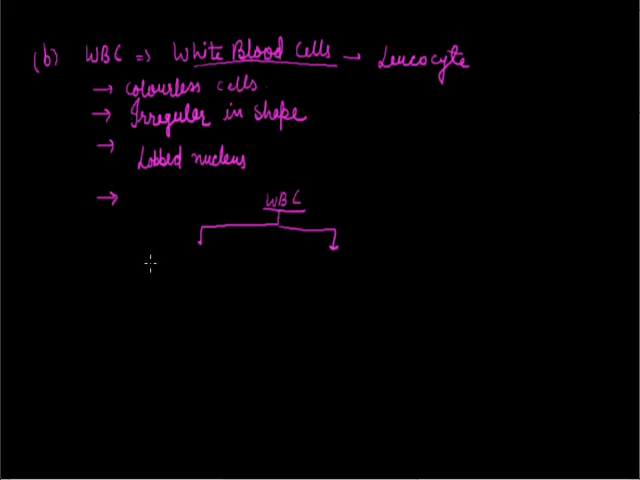 (b) WBC => White Blood Cells → Leucocyte
→ Colourless cells.
→ Irregular in shape
→ Lobbed nucleus
→ WBC